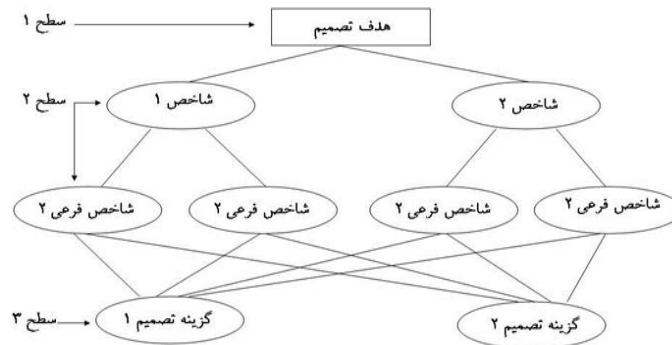 سطح ۱
هدف تصمیم
سطح ۲
شاخص ۱
شاخص ۲
شاخص فرعی ۲
شاخص فرعی ۲
شاخص فرعی ۲
شاخص فرعی ۲
سطح ۳
گزینه تصمیم ۱
گزینه تصمیم ۲